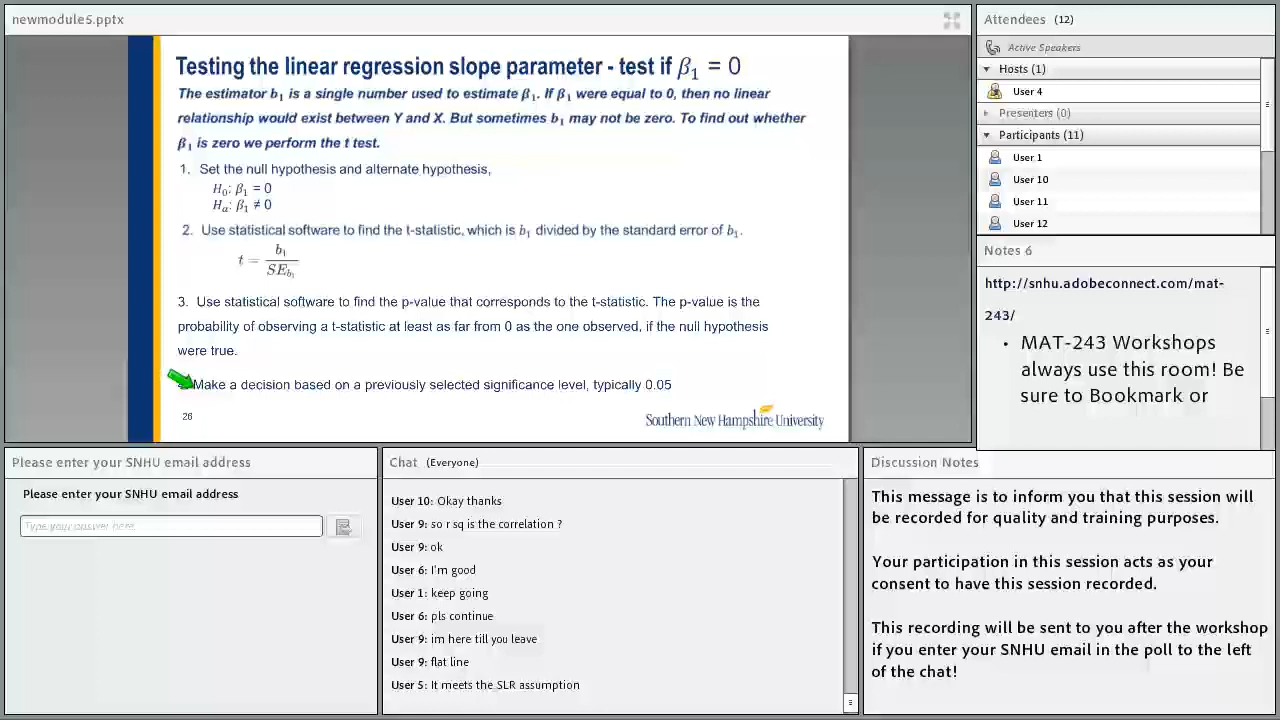 newmodule5.pptx
Testing the linear regression slope parameter - test if β₁ = 0
The estimator b₁ is a single number used to estimate β₁. If β₁ were equal to 0, then no linear
relationship would exist between Y and X. But sometimes b₁ may not be zero. To find out whether
β₁ is zero we perform the t test.
1. Set the null hypothesis and alternate hypothesis,
H₀: β₁ = 0
Hₐ: β₁ ≠ 0
2. Use statistical software to find the t-statistic, which is b₁ divided by the standard error of b₁.
t = b₁ / SE_b₁
3. Use statistical software to find the p-value that corresponds to the t-statistic. The p-value is the
probability of observing a t-statistic at least as far from 0 as the one observed, if the null hypothesis
were true.
Make a decision based on a previously selected significance level, typically 0.05
26
Southern New Hampshire University
Attendees (12)
Active Speakers
Hosts (1)
User 4
Presenters (0)
Participants (11)
User 1
User 10
User 11
User 12
Notes 6
http://snhu.adobeconnect.com/mat-
243/
• MAT-243 Workshops
always use this room! Be
sure to Bookmark or
Please enter your SNHU email address
Please enter your SNHU email address
Type your answer here.
Chat (Everyone)
User 10: Okay thanks
User 9: so r sq is the correlation ?
User 9: ok
User 6: I'm good
User 1: keep going
User 6: pls continue
User 9: im here till you leave
User 9: flat line
User 5: It meets the SLR assumption
Discussion Notes
This message is to inform you that this session will
be recorded for quality and training purposes.
Your participation in this session acts as your
consent to have this session recorded.
This recording will be sent to you after the workshop
if you enter your SNHU email in the poll to the left
of the chat!